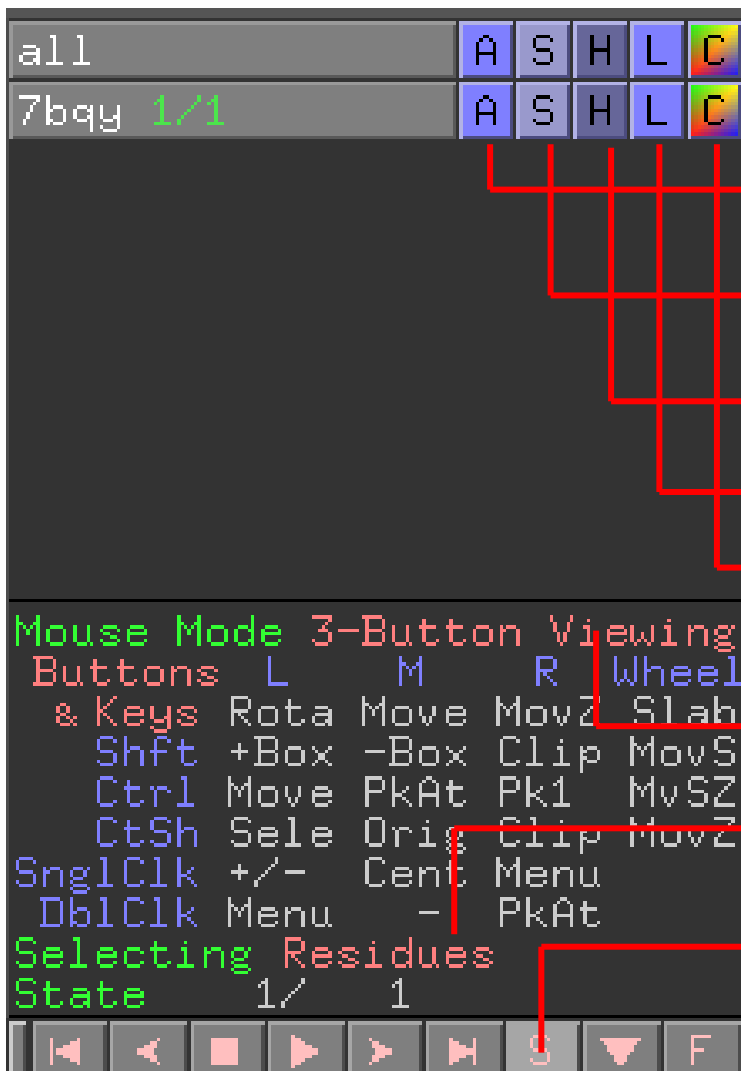 all A S H L C
7bqy 1/1 A S H L C
Mouse Mode 3-Button Viewing
Buttons L M R Wheel
& Keys Rota Move MovZ Slab
Shft +Box -Box Clip MovS
Ctrl Move PkAt Pk1 MvSZ
CtSh Sele Orig Clip MovZ
SnglClk +/- Cent Menu
DblClk Menu - PkAt
Selecting Residues
State 1/ 1
S F